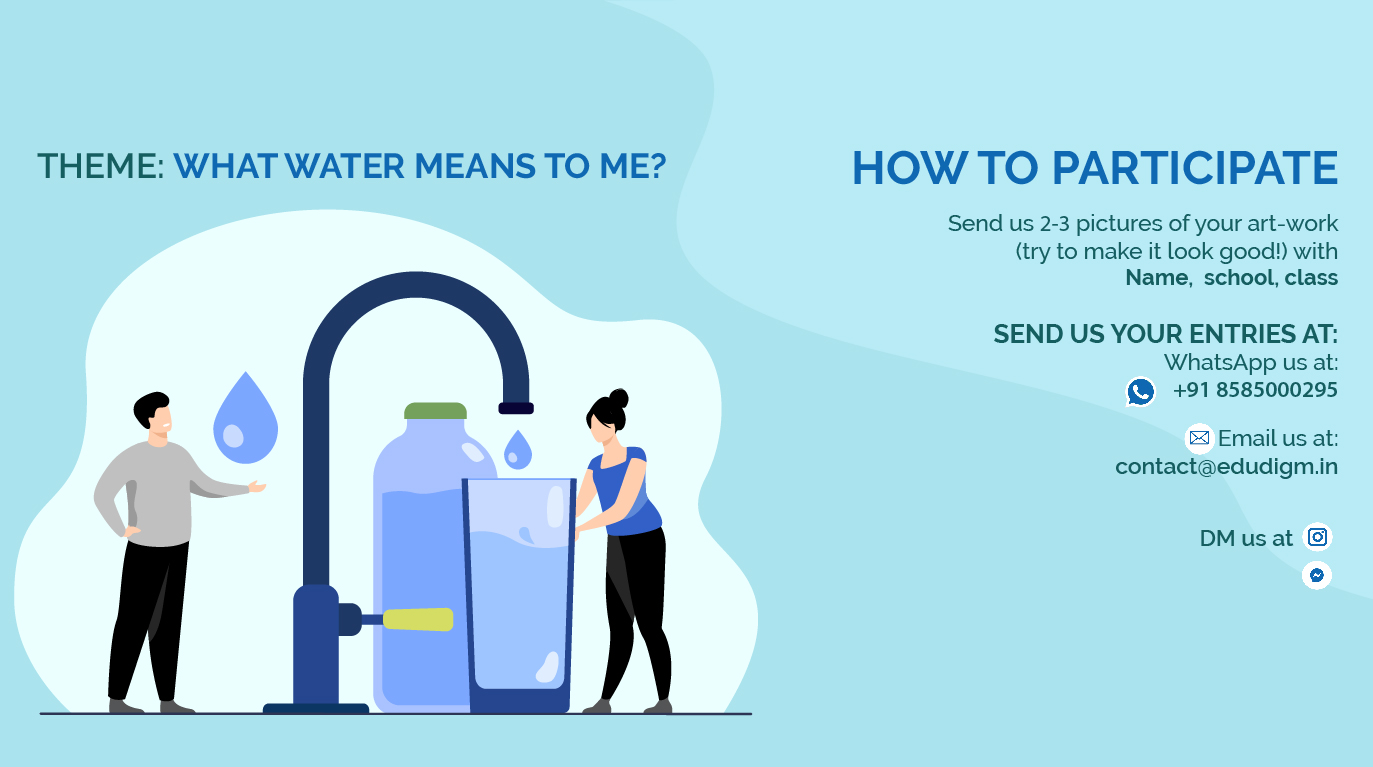 THEME: WHAT WATER MEANS TO ME?
HOW TO PARTICIPATE
Send us 2-3 pictures of your art-work
(try to make it look good!) with
Name, school, class
SEND US YOUR ENTRIES AT:
WhatsApp us at:
+91 8585000295
Email us at:
contact@edudigm.in
DM us at